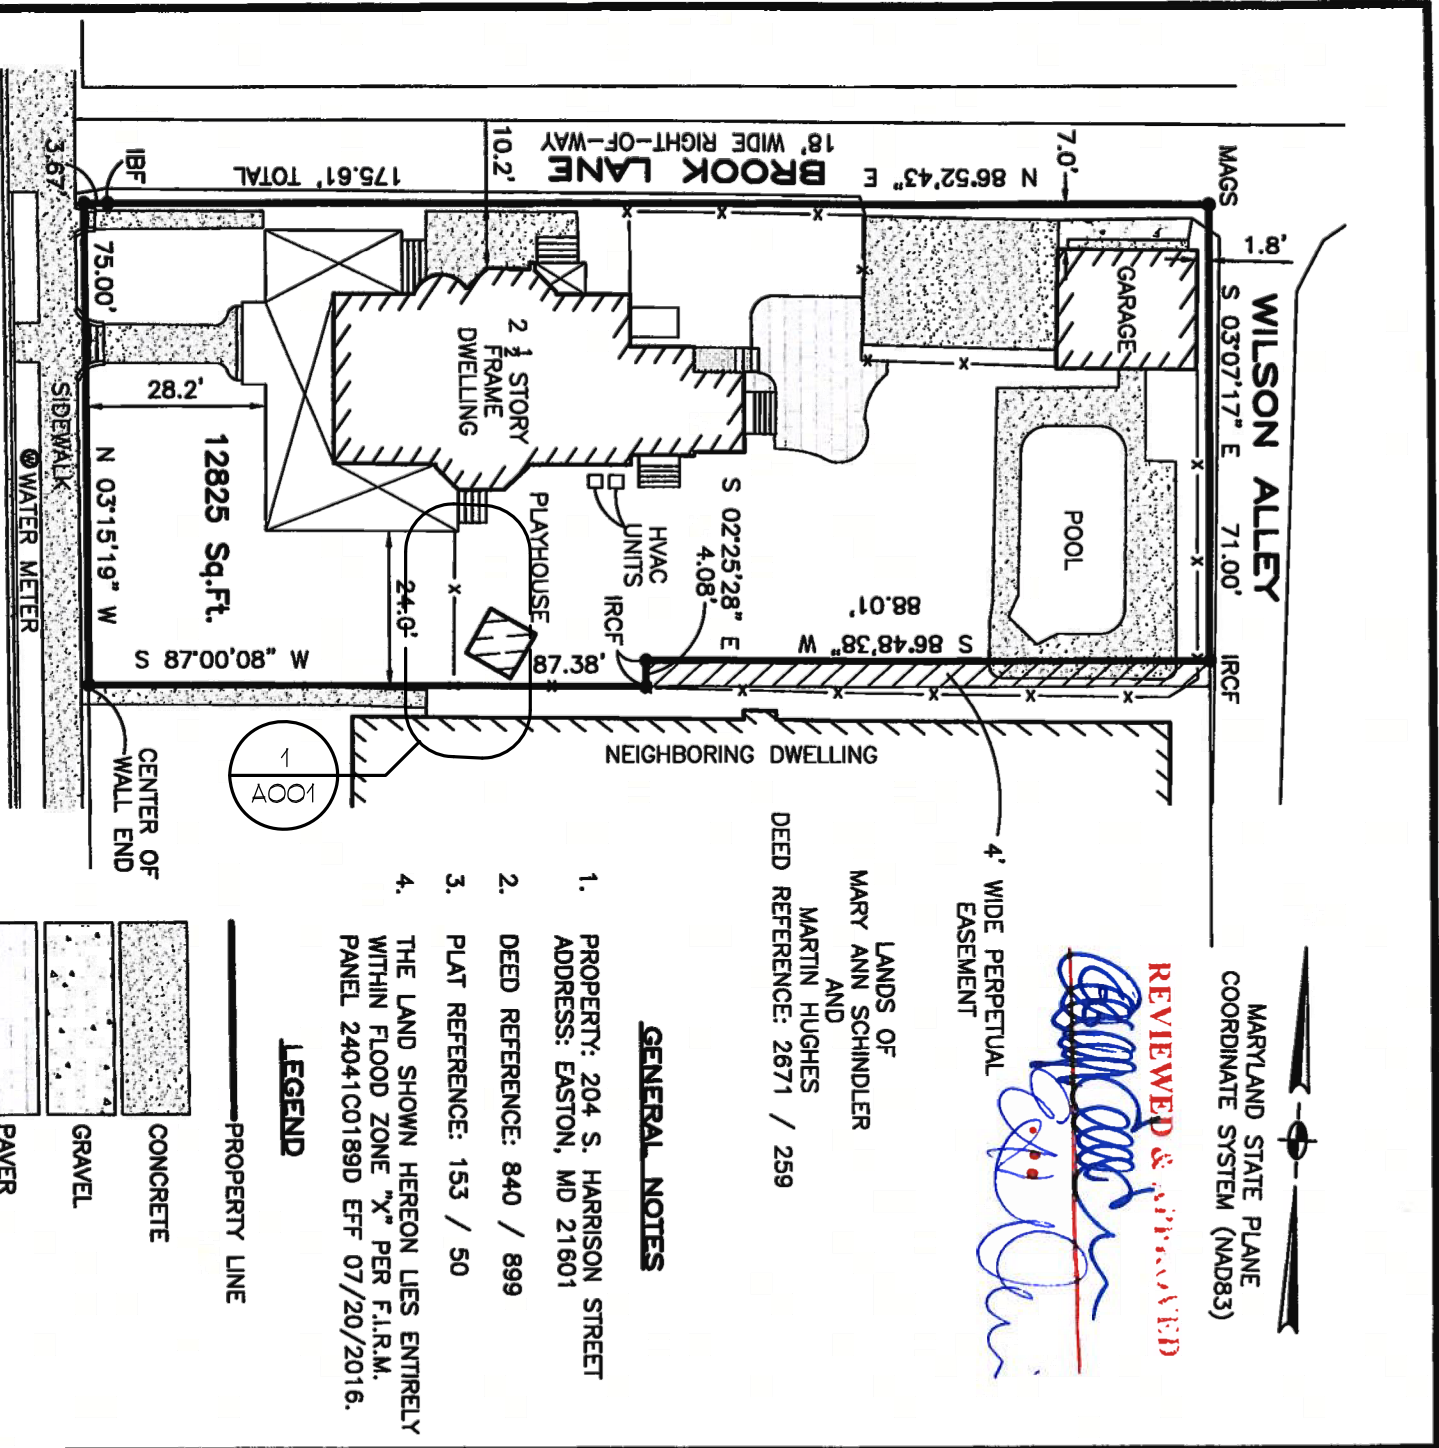 WILSON ALLEY
MAGS
S 03°07'17" E 71.00'
IRCF
1.8'
7.0'
N 86°52'43" E
BROOK LANE
18' WIDE RIGHT-OF-WAY
175.61' TOTAL
10.2'
IBF
3.67'
GARAGE
POOL
2 ½ STORY
FRAME
DWELLING
HVAC
UNITS
PLAYHOUSE
IRCF
S 02°25'28" E
4.08'
S 86°48'38" W
88.01'
87.38'
S 87°00'08" W
24.0'
28.2'
12825 Sq.Ft.
75.00'
N 03°15'19" W
SIDEWALK
W WATER METER
CENTER OF
WALL END
NEIGHBORING DWELLING
1
A001
4' WIDE PERPETUAL
EASEMENT
LANDS OF
MARY ANN SCHINDLER
AND
MARTIN HUGHES
DEED REFERENCE: 2671 / 259
MARYLAND STATE PLANE
COORDINATE SYSTEM (NAD83)
REVIEWED & APPROVED
GENERAL NOTES
1. PROPERTY: 204 S. HARRISON STREET
ADDRESS: EASTON, MD 21601
2. DEED REFERENCE: 840 / 899
3. PLAT REFERENCE: 153 / 50
4. THE LAND SHOWN HEREON LIES ENTIRELY
WITHIN FLOOD ZONE "X" PER F.I.R.M.
PANEL 24041C0189D EFF 07/20/2016.
LEGEND
PROPERTY LINE
CONCRETE
GRAVEL
PAVER